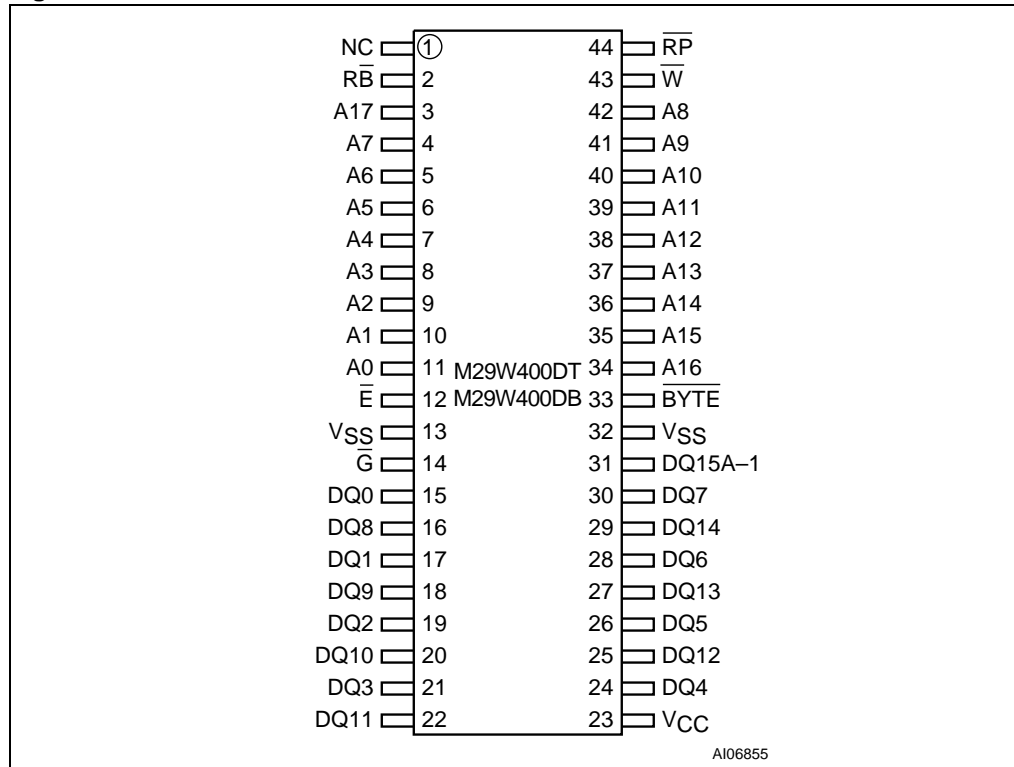 NC 1 44 R̅P̅
RB̅ 2 43 W̅
A17 3 42 A8
A7 4 41 A9
A6 5 40 A10
A5 6 39 A11
A4 7 38 A12
A3 8 37 A13
A2 9 36 A14
A1 10 35 A15
A0 11 M29W400DT 34 A16
E̅ 12 M29W400DB 33 B̅Y̅T̅E̅
VSS 13 32 VSS
G̅ 14 31 DQ15A–1
DQ0 15 30 DQ7
DQ8 16 29 DQ14
DQ1 17 28 DQ6
DQ9 18 27 DQ13
DQ2 19 26 DQ5
DQ10 20 25 DQ12
DQ3 21 24 DQ4
DQ11 22 23 VCC
AI06855